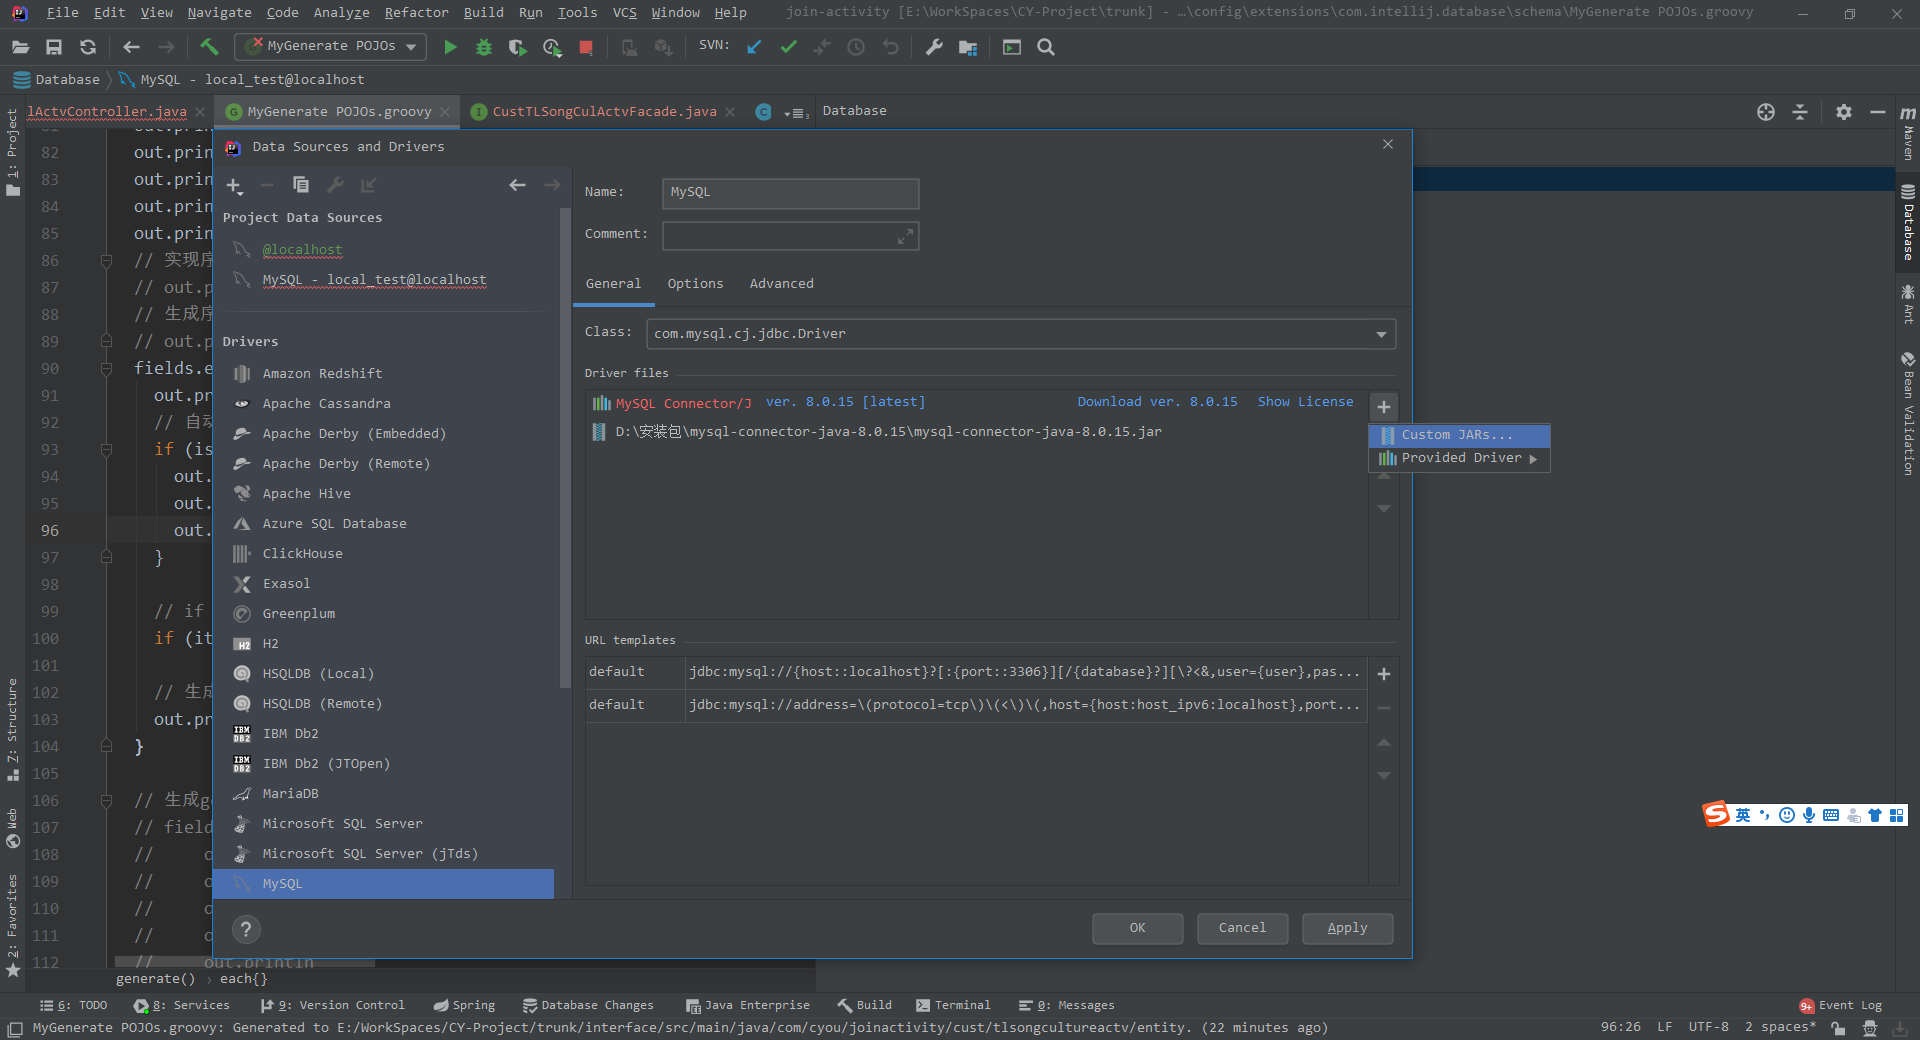 File Edit View Navigate Code Analyze Refactor Build Run Tools VCS Window Help join-activity [E:\WorkSpaces\CY-Project\trunk] - …\config\extensions\com.intellij.database\schema\MyGenerate POJOs.groovy
MyGenerate POJOs SVN:
Database MySQL - local_test@localhost
lActvController.java MyGenerate POJOs.groovy CustTLSongCulActvFacade.java Database
1: Project
7: Structure
Web
2: Favorites
82 out.prin
83 out.prin
84 out.prin
85 out.prin
86 // 实现序
87 // out.p
88 // 生成序
89 // out.p
90 fields.e
91 out.pr
92 // 自动
93 if (is
94 out.
95 out.
96 out.
97 }
98
99 // if
100 if (it
101
102 // 生成
103 out.pr
104 }
105
106 // 生成ge
107 // field
108 // o
109 // o
110 // o
111 // o
112 // out.println
generate() › each{}
Data Sources and Drivers
Project Data Sources
@localhost
MySQL - local_test@localhost
Drivers
Amazon Redshift
Apache Cassandra
Apache Derby (Embedded)
Apache Derby (Remote)
Apache Hive
Azure SQL Database
ClickHouse
Exasol
Greenplum
H2
HSQLDB (Local)
HSQLDB (Remote)
IBM Db2
IBM Db2 (JTOpen)
MariaDB
Microsoft SQL Server
Microsoft SQL Server (jTds)
MySQL
Name: MySQL
Comment:
General Options Advanced
Class: com.mysql.cj.jdbc.Driver
Driver files
MySQL Connector/J ver. 8.0.15 [latest] Download ver. 8.0.15 Show License
D:\安装包\mysql-connector-java-8.0.15\mysql-connector-java-8.0.15.jar
Custom JARs...
Provided Driver
URL templates
default jdbc:mysql://{host::localhost}?[:{port::3306}][/{database}?][\?<&,user={user},pas...
default jdbc:mysql://address=\(protocol=tcp\)\(<\)\(,host={host:host_ipv6:localhost},port...
? OK Cancel Apply
m Maven
Database
Ant
Bean Validation
英
6: TODO 8: Services 9: Version Control Spring Database Changes Java Enterprise Build Terminal 0: Messages 9+ Event Log
MyGenerate POJOs.groovy: Generated to E:/WorkSpaces/CY-Project/trunk/interface/src/main/java/com/cyou/joinactivity/cust/tlsongcultureactv/entity. (22 minutes ago) 96:26 LF UTF-8 2 spaces*